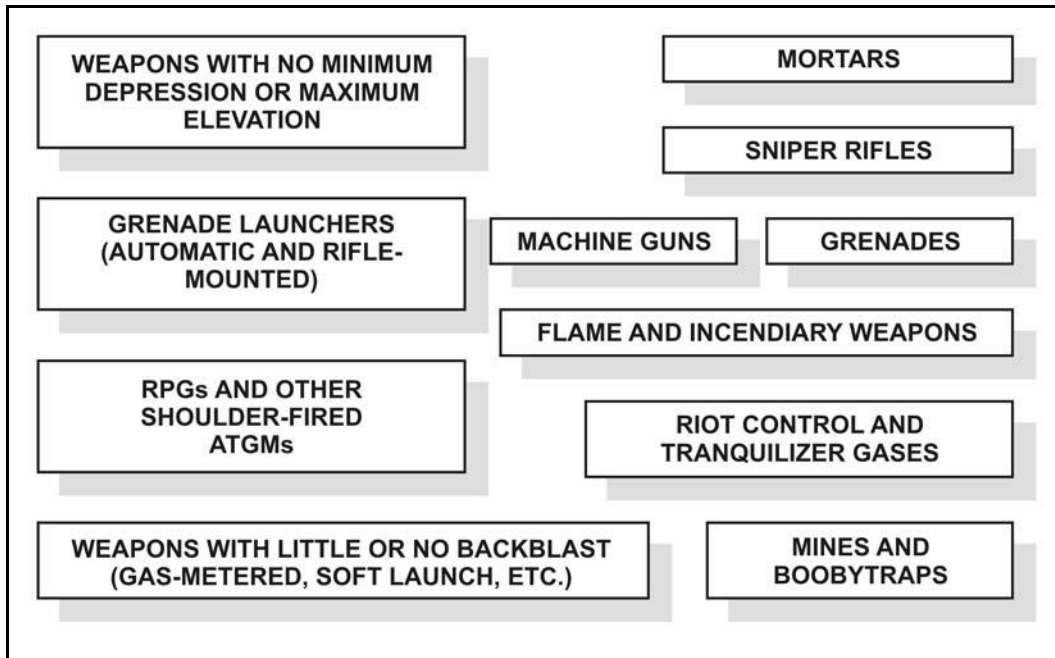 WEAPONS WITH NO MINIMUM
DEPRESSION OR MAXIMUM
ELEVATION
MORTARS
SNIPER RIFLES
GRENADE LAUNCHERS
(AUTOMATIC AND RIFLE-
MOUNTED)
MACHINE GUNS
GRENADES
FLAME AND INCENDIARY WEAPONS
RPGs AND OTHER
SHOULDER-FIRED
ATGMs
RIOT CONTROL AND
TRANQUILIZER GASES
WEAPONS WITH LITTLE OR NO BACKBLAST
(GAS-METERED, SOFT LAUNCH, ETC.)
MINES AND
BOOBYTRAPS